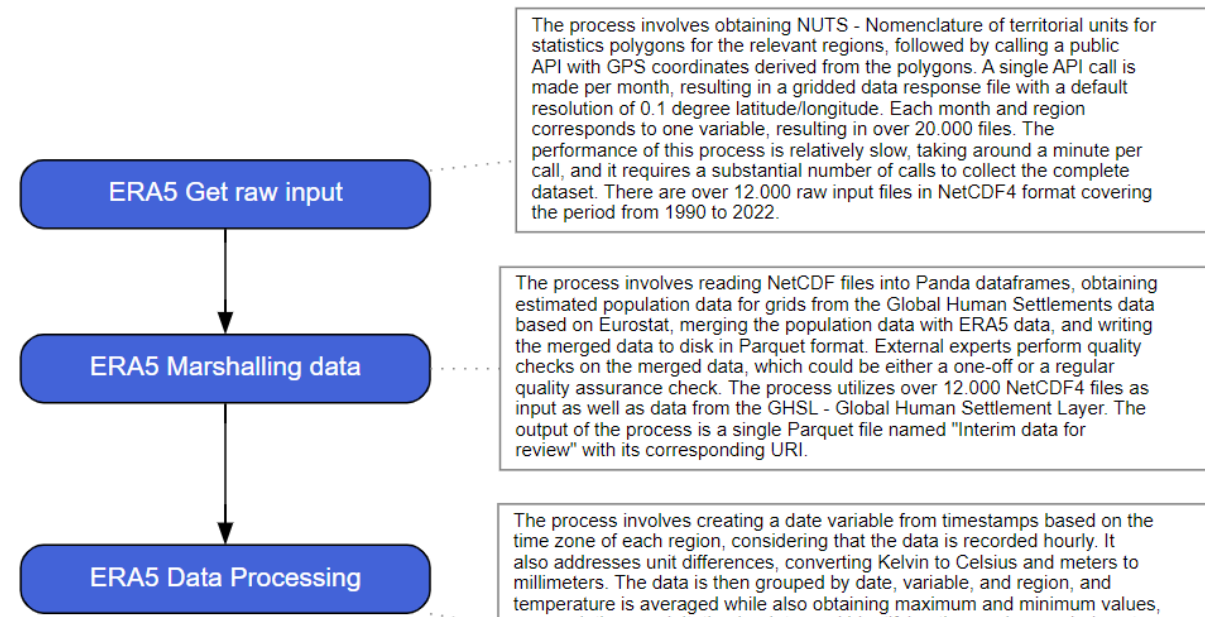 The process involves obtaining NUTS - Nomenclature of territorial units for
statistics polygons for the relevant regions, followed by calling a public
API with GPS coordinates derived from the polygons. A single API call is
made per month, resulting in a gridded data response file with a default
resolution of 0.1 degree latitude/longitude. Each month and region
corresponds to one variable, resulting in over 20.000 files. The
performance of this process is relatively slow, taking around a minute per
call, and it requires a substantial number of calls to collect the complete
dataset. There are over 12.000 raw input files in NetCDF4 format covering
the period from 1990 to 2022.
ERA5 Get raw input
The process involves reading NetCDF files into Panda dataframes, obtaining
estimated population data for grids from the Global Human Settlements data
based on Eurostat, merging the population data with ERA5 data, and writing
the merged data to disk in Parquet format. External experts perform quality
checks on the merged data, which could be either a one-off or a regular
quality assurance check. The process utilizes over 12.000 NetCDF4 files as
input as well as data from the GHSL - Global Human Settlement Layer. The
output of the process is a single Parquet file named "Interim data for
review" with its corresponding URI.
ERA5 Marshalling data
The process involves creating a date variable from timestamps based on the
time zone of each region, considering that the data is recorded hourly. It
also addresses unit differences, converting Kelvin to Celsius and meters to
millimeters. The data is then grouped by date, variable, and region, and
temperature is averaged while also obtaining maximum and minimum values,
ERA5 Data Processing